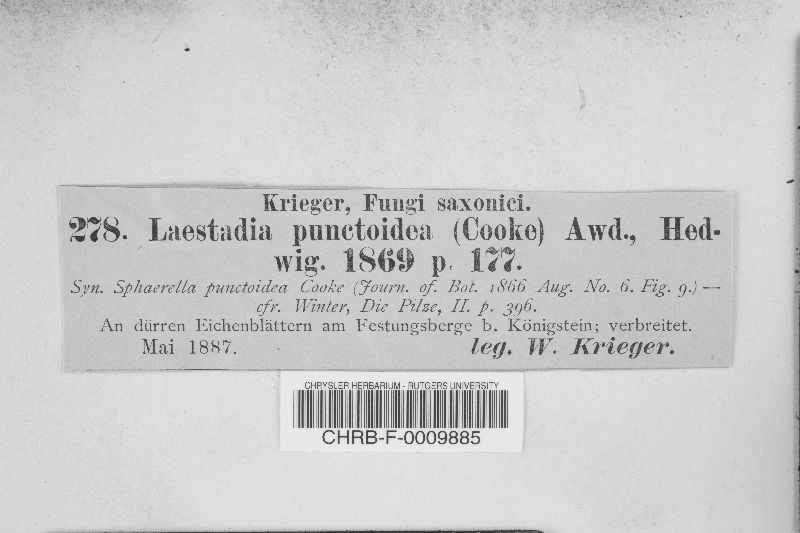 Krieger, Fungi saxonici.
278. Laestadia punctoidea (Cooke) Awd., Hed-
wig. 1869 p. 177.
Syn. Sphaerella punctoidea Cooke (Journ. of. Bot. 1866 Aug. No. 6. Fig. 9.) —
cfr. Winter, Die Pilze, II. p. 396.
An dürren Eichenblättern am Festungsberge b. Königstein; verbreitet.
Mai 1887. leg. W. Krieger.
CHRYSLER HERBARIUM - RUTGERS UNIVERSITY
CHRB-F-0009885